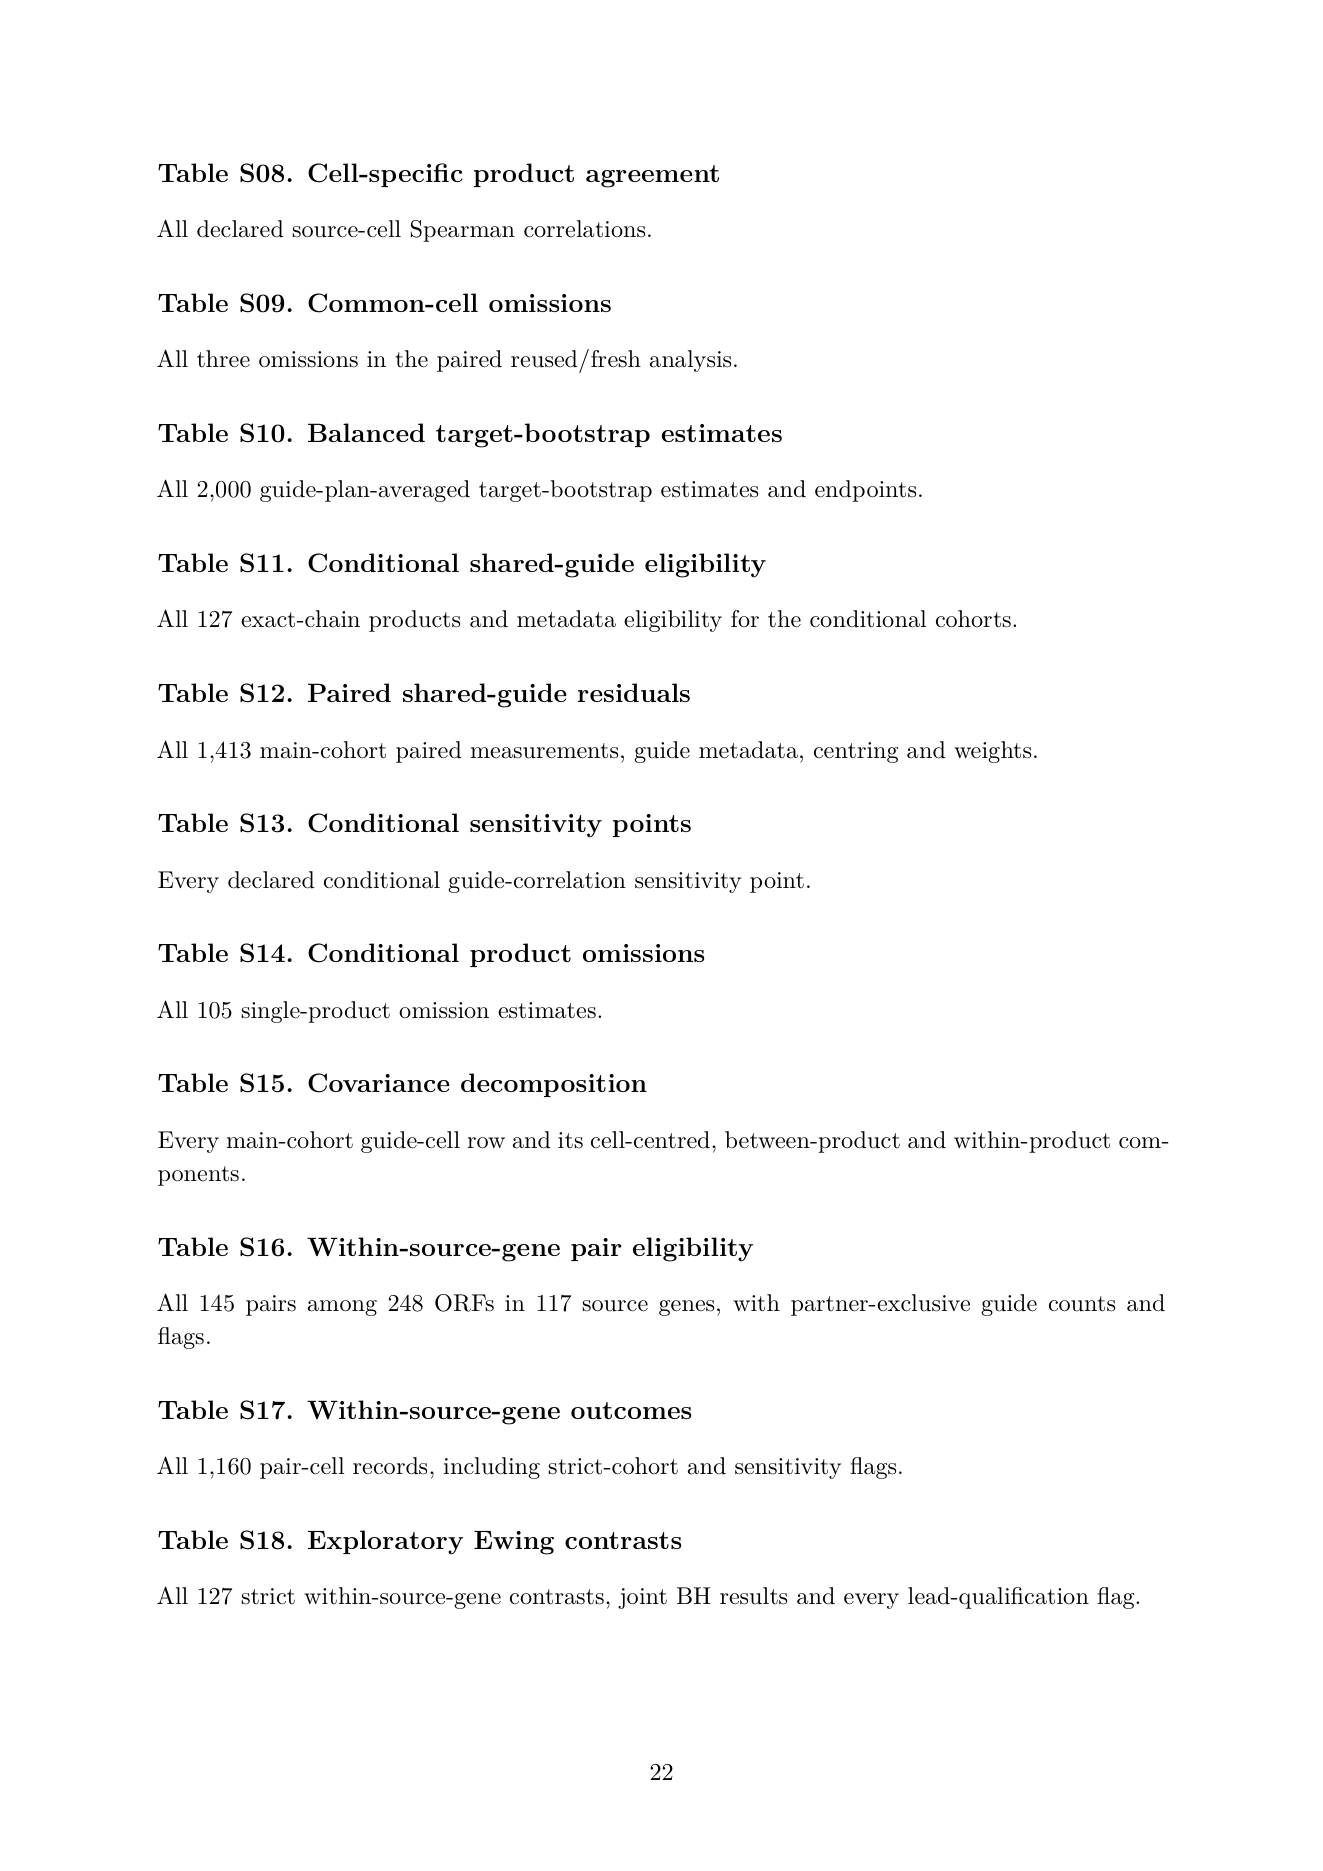 Table S08. Cell-specific product agreement
All declared source-cell Spearman correlations.
Table S09. Common-cell omissions
All three omissions in the paired reused/fresh analysis.
Table S10. Balanced target-bootstrap estimates
All 2,000 guide-plan-averaged target-bootstrap estimates and endpoints.
Table S11. Conditional shared-guide eligibility
All 127 exact-chain products and metadata eligibility for the conditional cohorts.
Table S12. Paired shared-guide residuals
All 1,413 main-cohort paired measurements, guide metadata, centring and weights.
Table S13. Conditional sensitivity points
Every declared conditional guide-correlation sensitivity point.
Table S14. Conditional product omissions
All 105 single-product omission estimates.
Table S15. Covariance decomposition
Every main-cohort guide-cell row and its cell-centred, between-product and within-product com-
ponents.
Table S16. Within-source-gene pair eligibility
All 145 pairs among 248 ORFs in 117 source genes, with partner-exclusive guide counts and
flags.
Table S17. Within-source-gene outcomes
All 1,160 pair-cell records, including strict-cohort and sensitivity flags.
Table S18. Exploratory Ewing contrasts
All 127 strict within-source-gene contrasts, joint BH results and every lead-qualification flag.
22